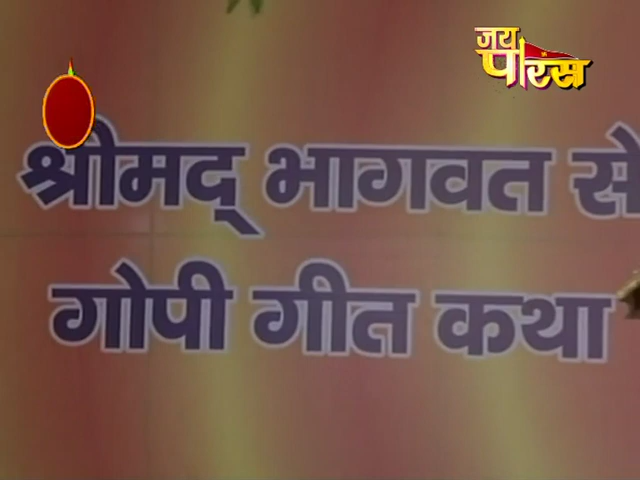 जय
पारस
श्रीमद् भागवत से
गोपी गीत कथा